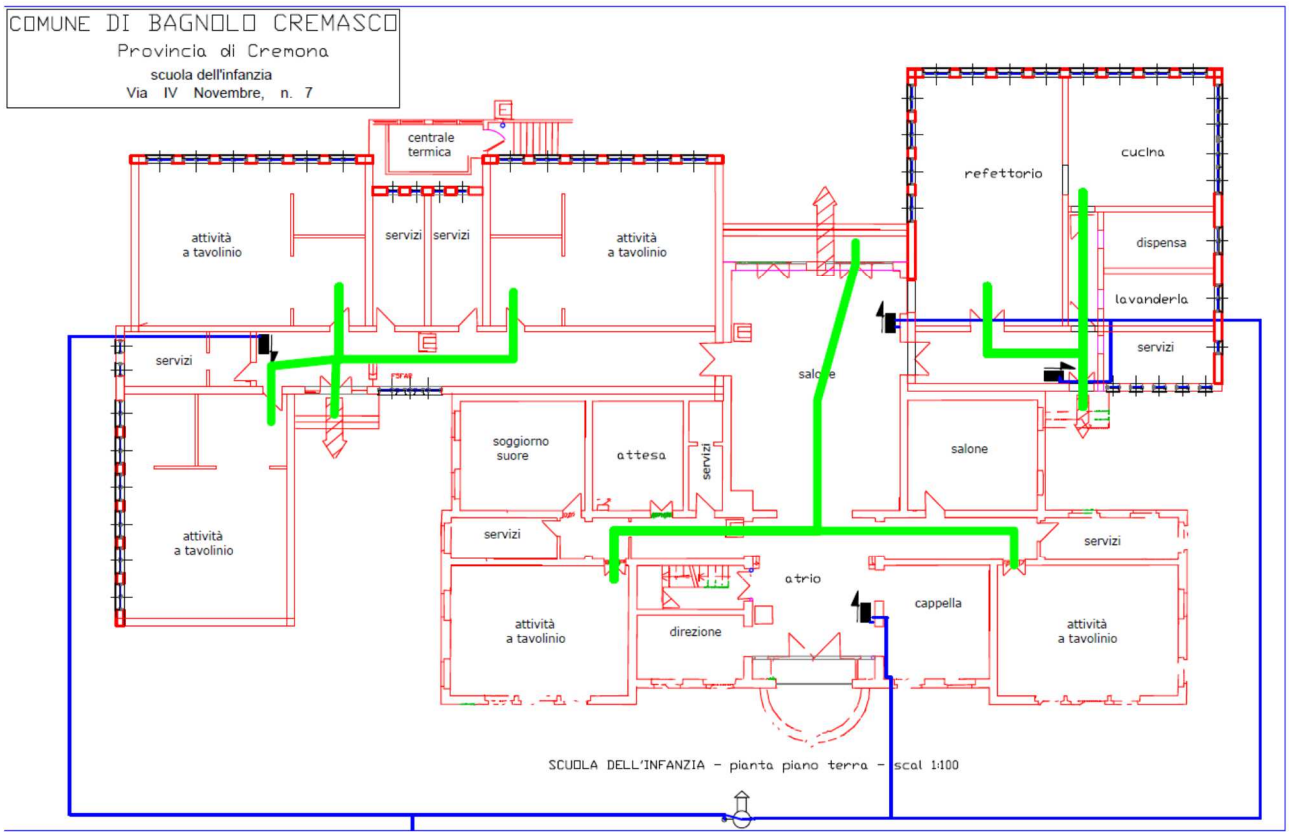 COMUNE DI BAGNOLO CREMASCO
Provincia di Cremona
scuola dell'infanzia
Via IV Novembre, n. 7
centrale
termica
cucina
refettorio
attività
a tavolinio
servizi
servizi
attività
a tavolinio
dispensa
lavanderia
servizi
servizi
salone
soggiorno
suore
attesa
servizi
salone
attività
a tavolinio
servizi
servizi
atrio
cappella
attività
a tavolinio
direzione
attività
a tavolinio
SCUOLA DELL'INFANZIA - pianta piano terra - scal 1:100